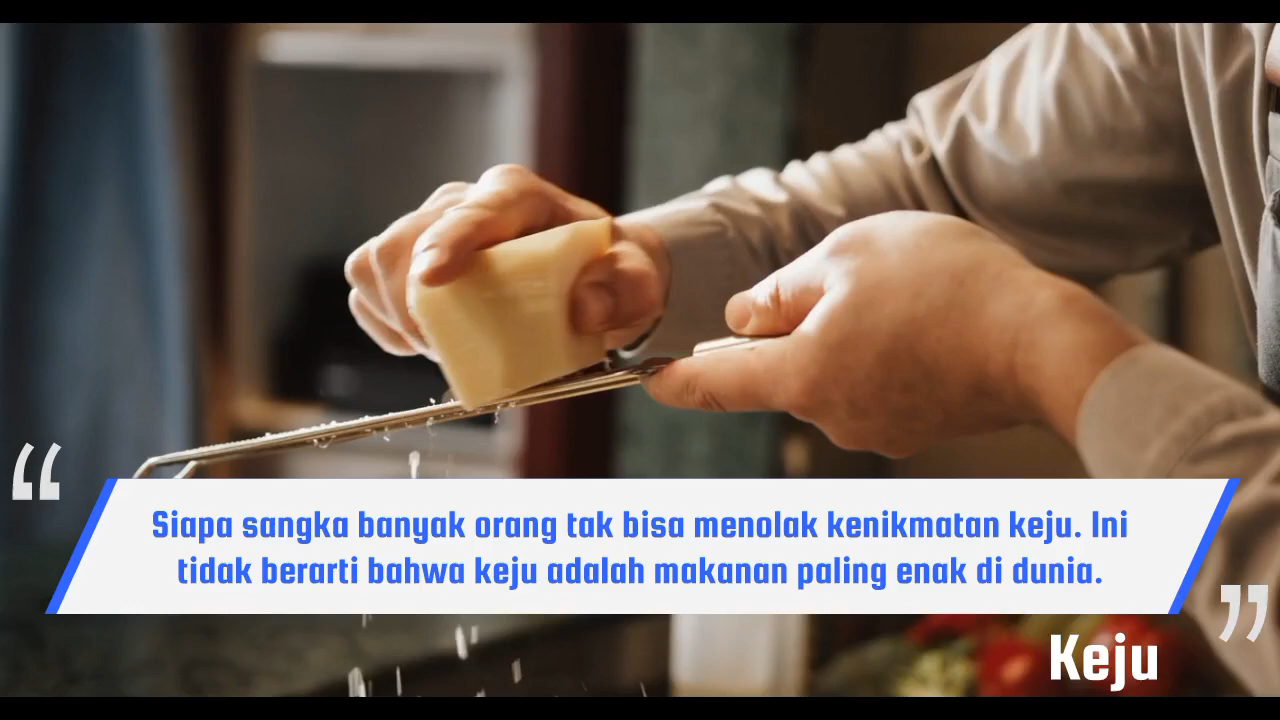 “
Siapa sangka banyak orang tak bisa menolak kenikmatan keju. Ini
tidak berarti bahwa keju adalah makanan paling enak di dunia.
”
Keju